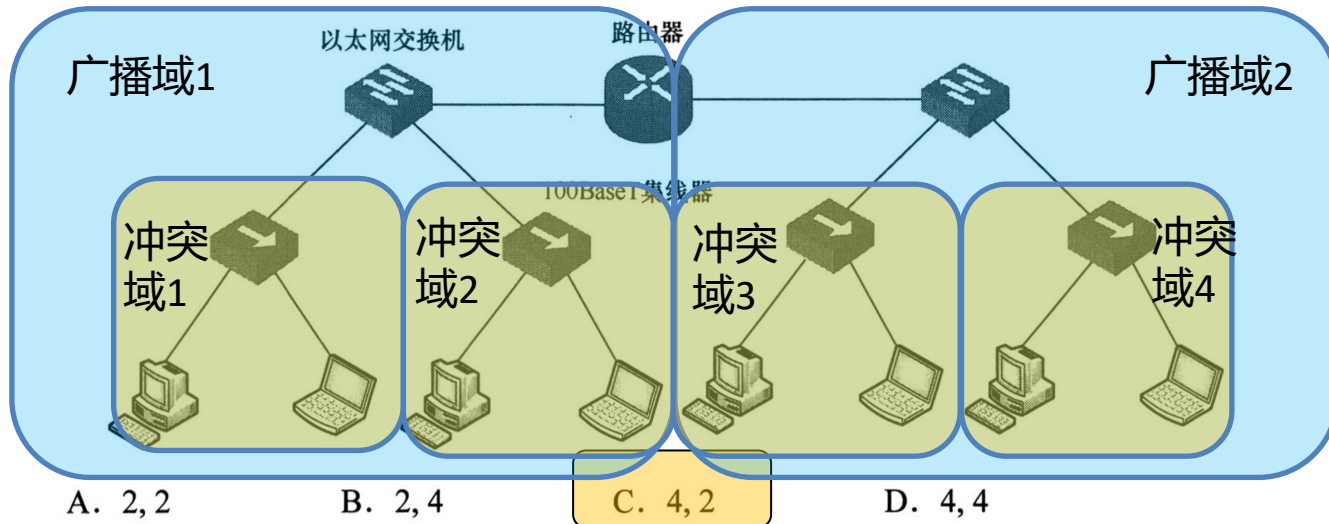 以太网交换机
路由器
广播域1
广播域2
100BaseT集线器
冲突
域1
冲突
域2
冲突
域3
冲突
域4
A. 2, 2
B. 2, 4
C. 4, 2
D. 4, 4